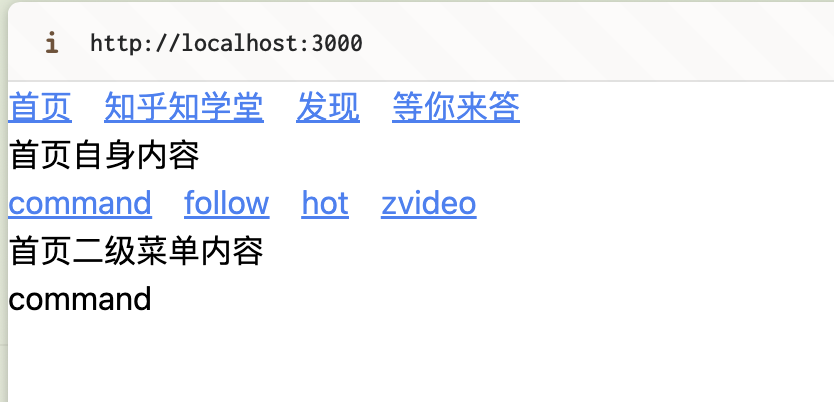 http://localhost:3000
首页 知乎知学堂 发现 等你来答
首页自身内容
command follow hot zvideo
首页二级菜单内容
command